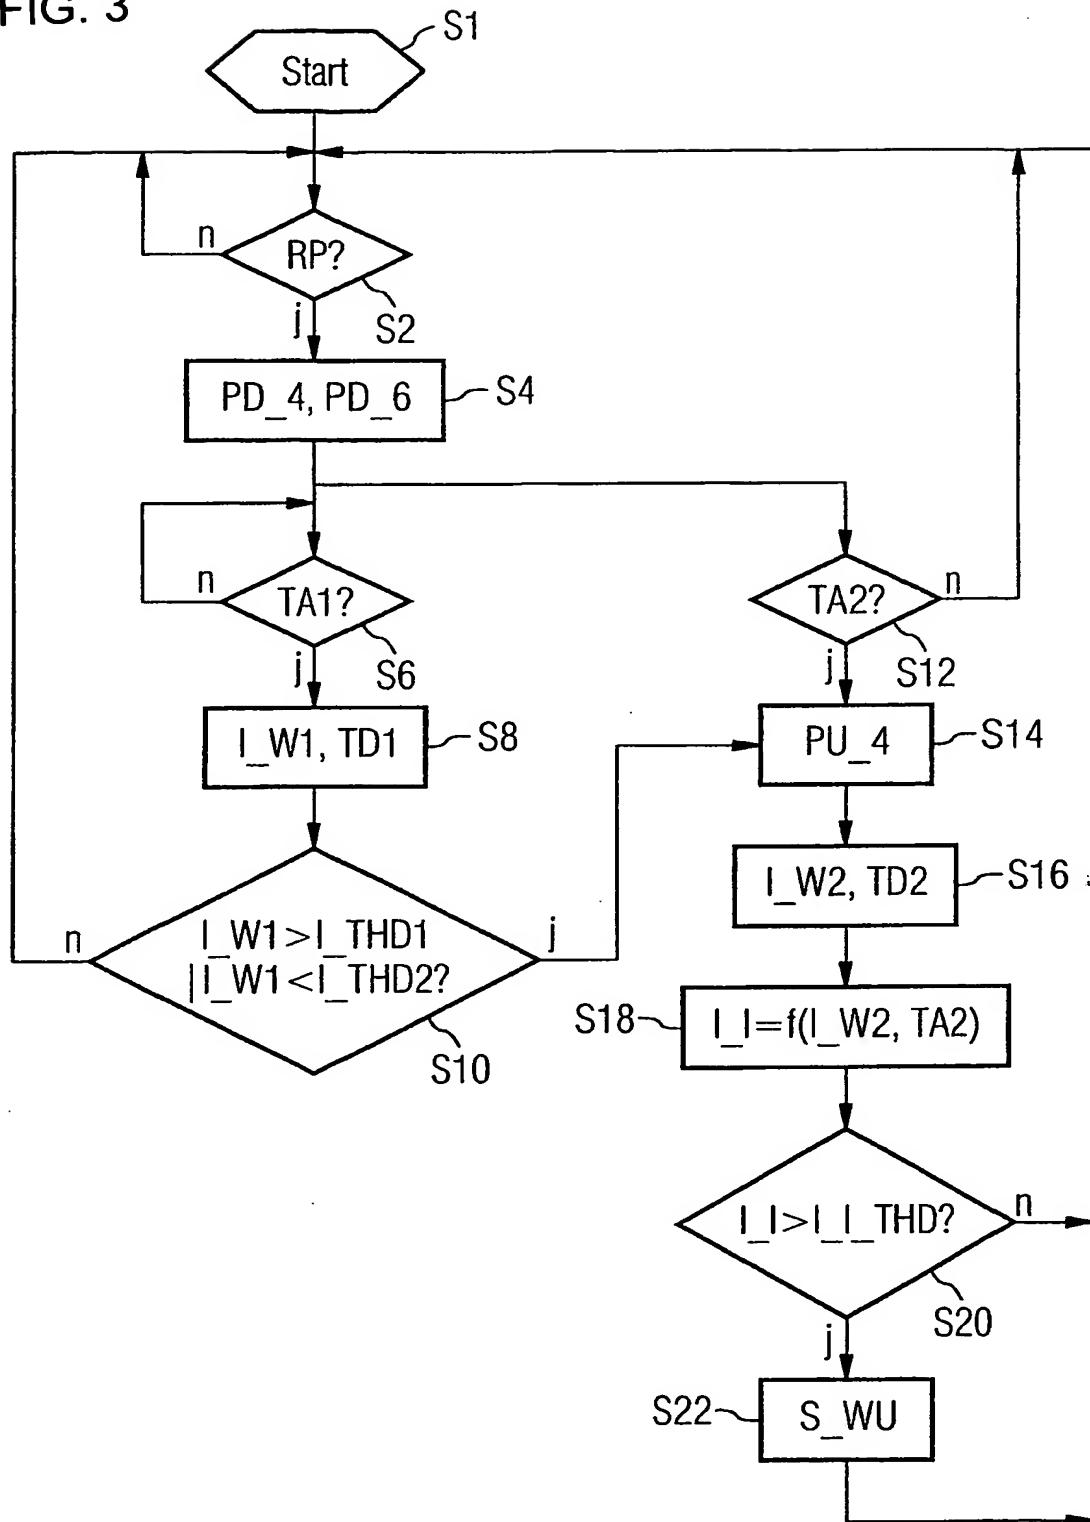 FIG. 3
S1
Start
n
RP?
S2
j
PD_4, PD_6
S4
n
TA1?
S6
j
TA2?
n
S12
j
I_W1, TD1
S8
PU_4
S14
I_W2, TD2
S16
n
I_W1>I_THD1
|I_W1<I_THD2?
j
S10
S18
I_I=f(I_W2, TA2)
I_I>I_I_THD?
n
S20
j
S22
S_WU